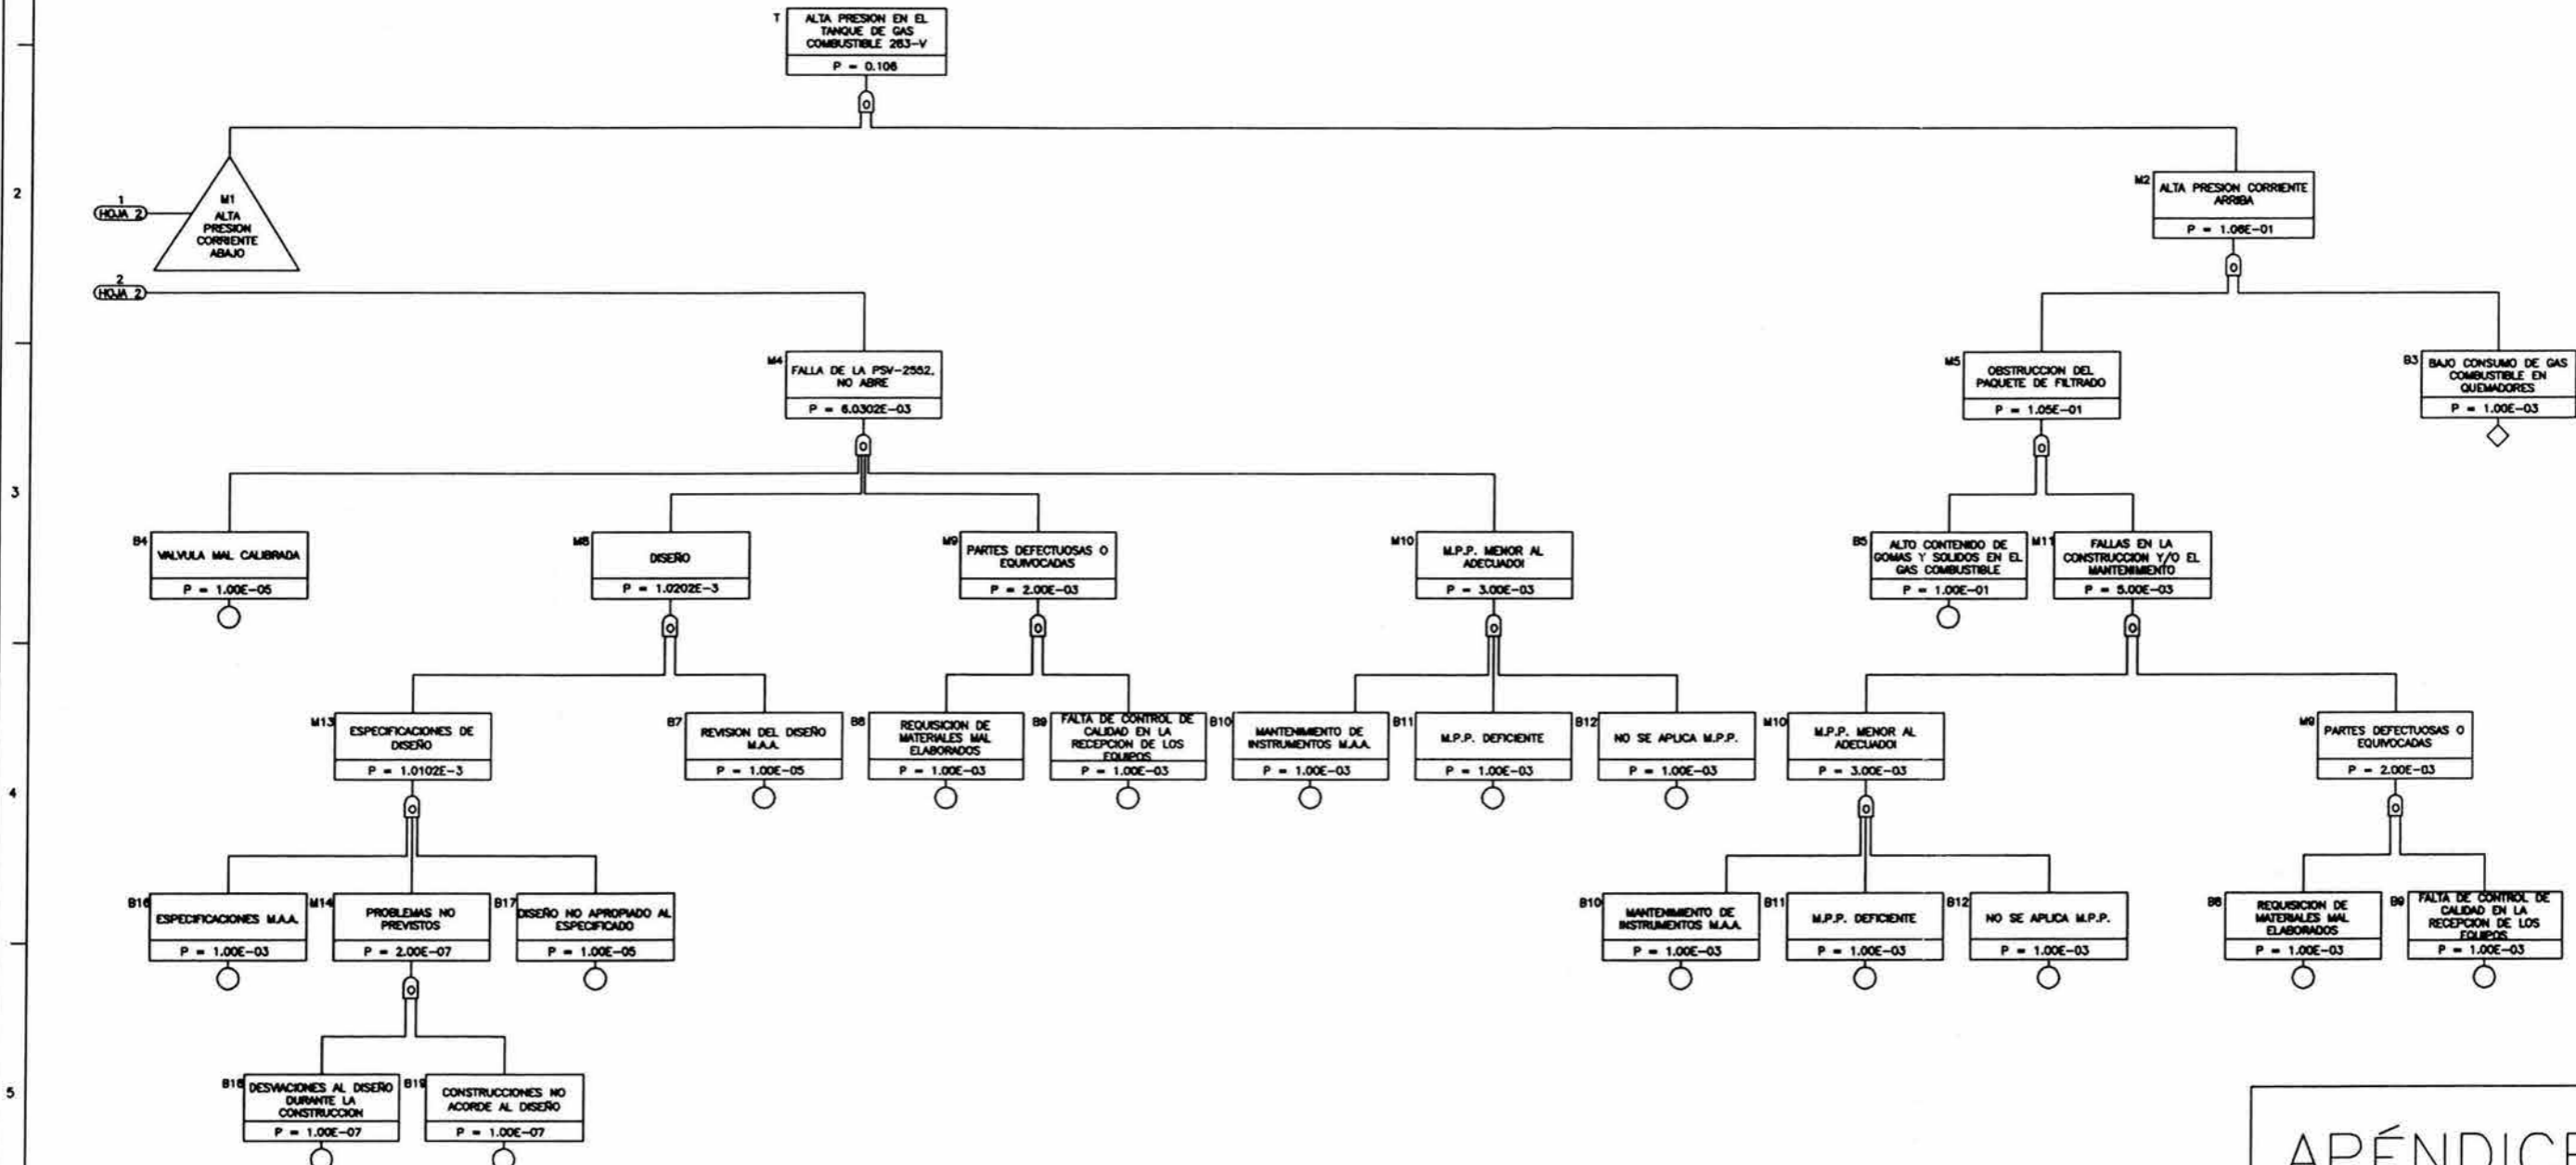 T
ALTA PRESION EN EL
TANQUE DE GAS
COMBUSTIBLE 263-V
P = 0.106
2
1
HOJA 2
M1
ALTA
PRESION
CORRIENTE
ABAJO
M2
ALTA PRESION CORRIENTE
ARRIBA
P = 1.06E-01
2
HOJA 2
M4
FALLA DE LA PSV-2552,
NO ABRE
P = 6.0302E-03
M5
OBSTRUCCION DEL
PAQUETE DE FILTRADO
P = 1.05E-01
B3
BAJO CONSUMO DE GAS
COMBUSTIBLE EN
QUEMADORES
P = 1.00E-03
3
B4
VALVULA MAL CALIBRADA
P = 1.00E-05
M8
DISEÑO
P = 1.0202E-3
M9
PARTES DEFECTUOSAS O
EQUIVOCADAS
P = 2.00E-03
M10
M.P.P. MENOR AL
ADECUADOI
P = 3.00E-03
B5
ALTO CONTENIDO DE
GOMAS Y SOLIDOS EN EL
GAS COMBUSTIBLE
P = 1.00E-01
M11
FALLAS EN LA
CONSTRUCCION Y/O EL
MANTENIMIENTO
P = 5.00E-03
4
M13
ESPECIFICACIONES DE
DISEÑO
P = 1.0102E-3
B7
REVISION DEL DISEÑO
M.A.A.
P = 1.00E-05
B8
REQUISICION DE
MATERIALES MAL
ELABORADOS
P = 1.00E-03
B9
FALTA DE CONTROL DE
CALIDAD EN LA
RECEPCION DE LOS
EQUIPOS
P = 1.00E-03
B10
MANTENIMIENTO DE
INSTRUMENTOS M.A.A.
P = 1.00E-03
B11
M.P.P. DEFICIENTE
P = 1.00E-03
B12
NO SE APLICA M.P.P.
P = 1.00E-03
M10
M.P.P. MENOR AL
ADECUADOI
P = 3.00E-03
M9
PARTES DEFECTUOSAS O
EQUIVOCADAS
P = 2.00E-03
B16
ESPECIFICACIONES M.A.A.
P = 1.00E-03
M14
PROBLEMAS NO
PREVISTOS
P = 2.00E-07
B17
DISEÑO NO APROPIADO AL
ESPECIFICADO
P = 1.00E-05
B10
MANTENIMIENTO DE
INSTRUMENTOS M.A.A.
P = 1.00E-03
B11
M.P.P. DEFICIENTE
P = 1.00E-03
B12
NO SE APLICA M.P.P.
P = 1.00E-03
B8
REQUISICION DE
MATERIALES MAL
ELABORADOS
P = 1.00E-03
B9
FALTA DE CONTROL DE
CALIDAD EN LA
RECEPCION DE LOS
EQUIPOS
P = 1.00E-03
5
B18
DESVIACIONES AL DISEÑO
DURANTE LA
CONSTRUCCION
P = 1.00E-07
B19
CONSTRUCCIONES NO
ACORDE AL DISEÑO
P = 1.00E-07
APÉNDICE